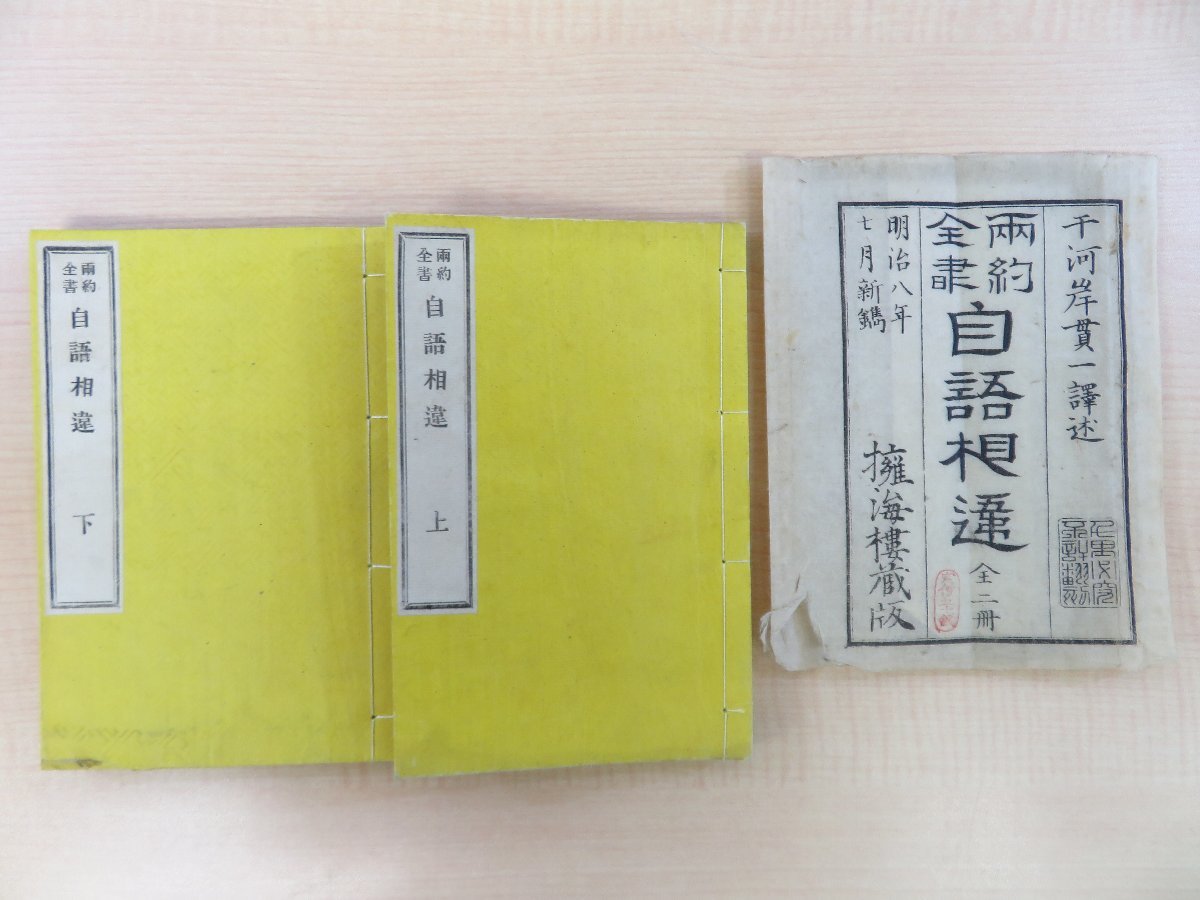 兩約
全書
自語相違
下
兩約
全書
自語相違
上
干河岸貫一譯述
兩約
全書
自語相違
全二冊
明治八年
七月新鐫
擁海樓蔵版